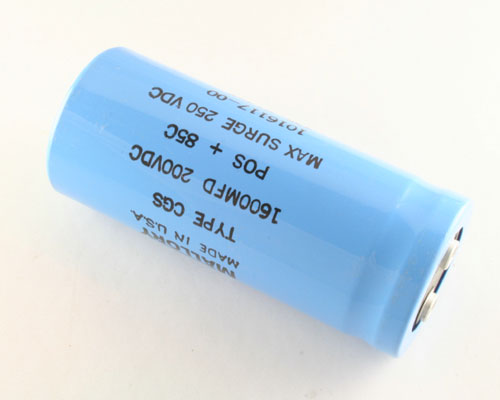 MALLORY
MADE IN U.S.A.
TYPE CGS
1600MFD 200VDC
POS + 85C
MAX SURGE 250 VDC
1016117-00